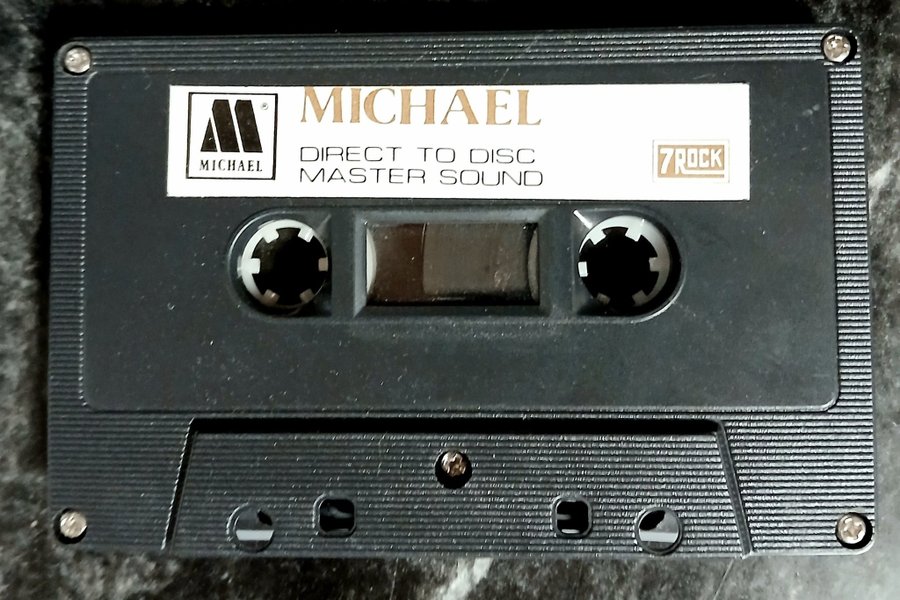 M®
MICHAEL
MICHAEL
DIRECT TO DISC
MASTER SOUND
7ROCK